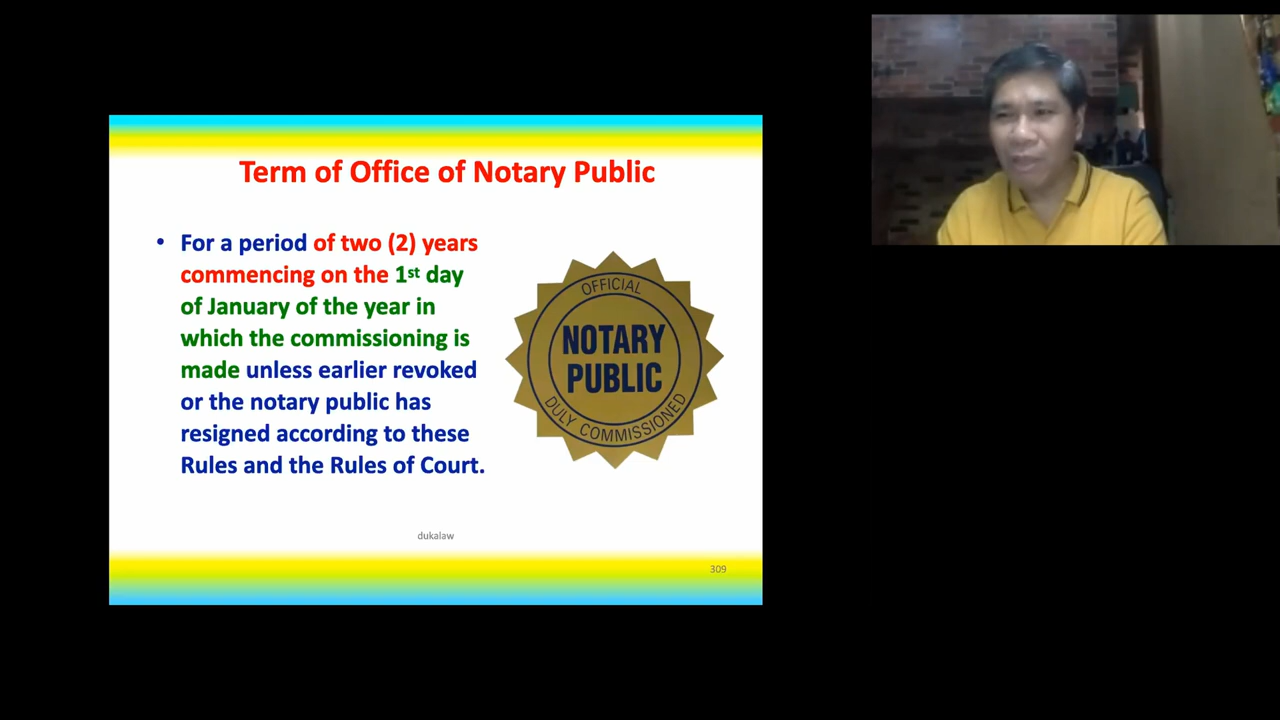 Term of Office of Notary Public
• For a period of two (2) years
commencing on the 1st day
of January of the year in
which the commissioning is
made unless earlier revoked
or the notary public has
resigned according to these
Rules and the Rules of Court.
OFFICIAL
NOTARY
PUBLIC
DULY COMMISSIONED
dukalaw
309